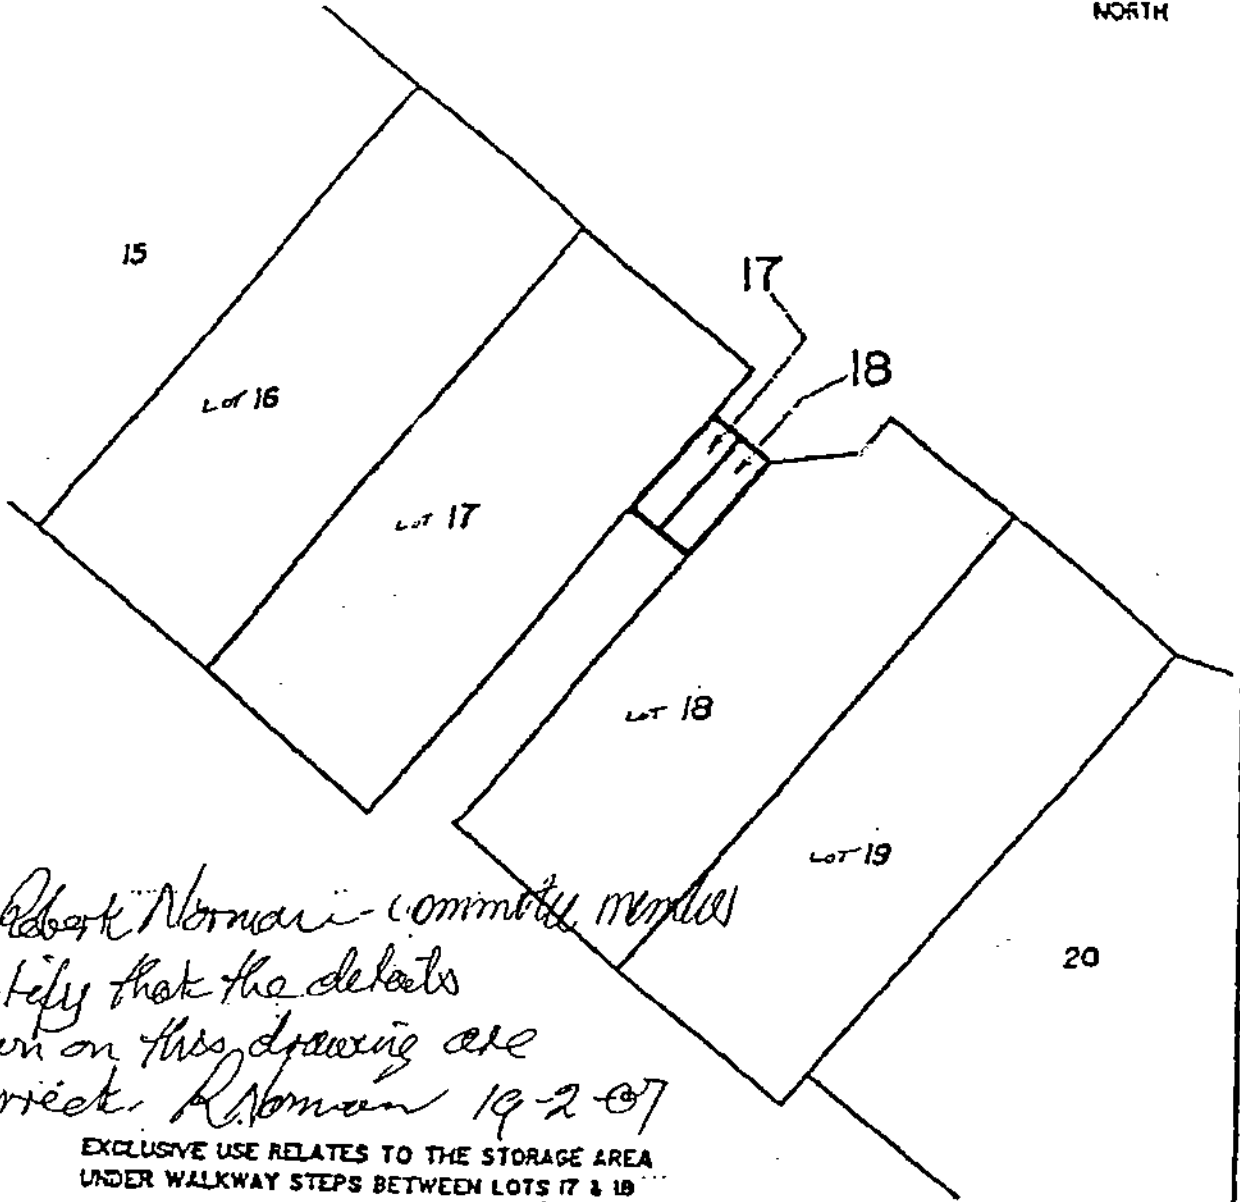 NORTH
15
17
18
LOT 16
LOT 17
LOT 18
LOT 19
20
Robert Norman - committe member
tify that the details
wn on this drawing are
rrect. R. Norman 19-2-07
EXCLUSIVE USE RELATES TO THE STORAGE AREA
UNDER WALKWAY STEPS BETWEEN LOTS 17 & 18